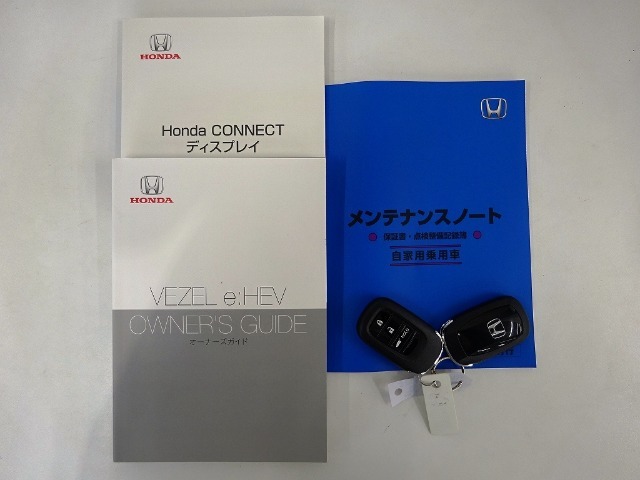 HONDA
Honda CONNECT
ディスプレイ
HONDA
VEZEL e:HEV
OWNER'S GUIDE
オーナーズガイド
メンテナンスノート
保証書・点検整備記録簿
自家用乗用車